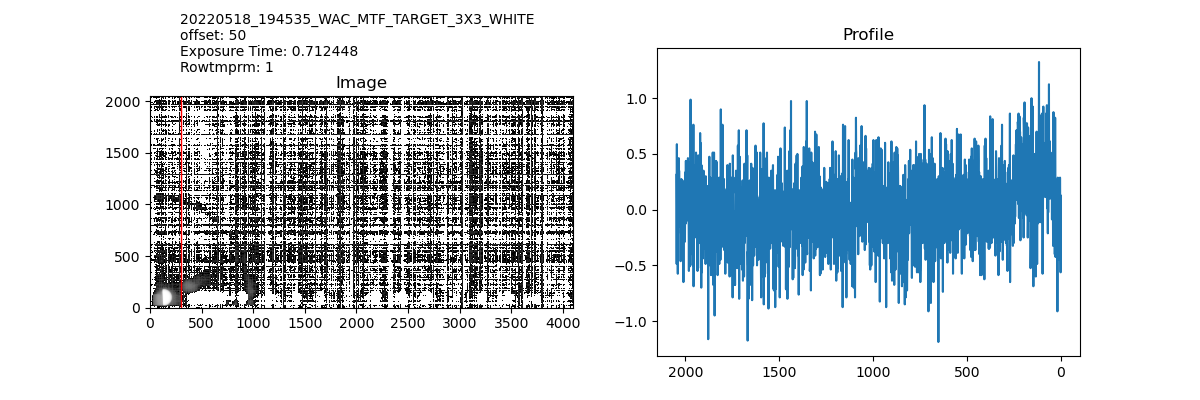 20220518_194535_WAC_MTF_TARGET_3X3_WHITE
offset: 50
Exposure Time: 0.712448
Rowtmprm: 1
Image
2000
1500
1000
500
0
0 500 1000 1500 2000 2500 3000 3500 4000
Profile
1.0
0.5
0.0
−0.5
−1.0
2000 1500 1000 500 0